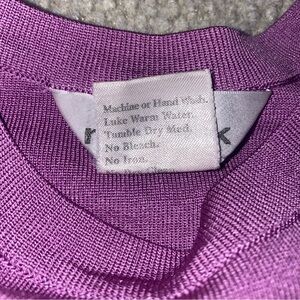 Machine or Hand Wash.
Luke Warm Water.
Tumble Dry Med.
No Bleach.
No Iron.